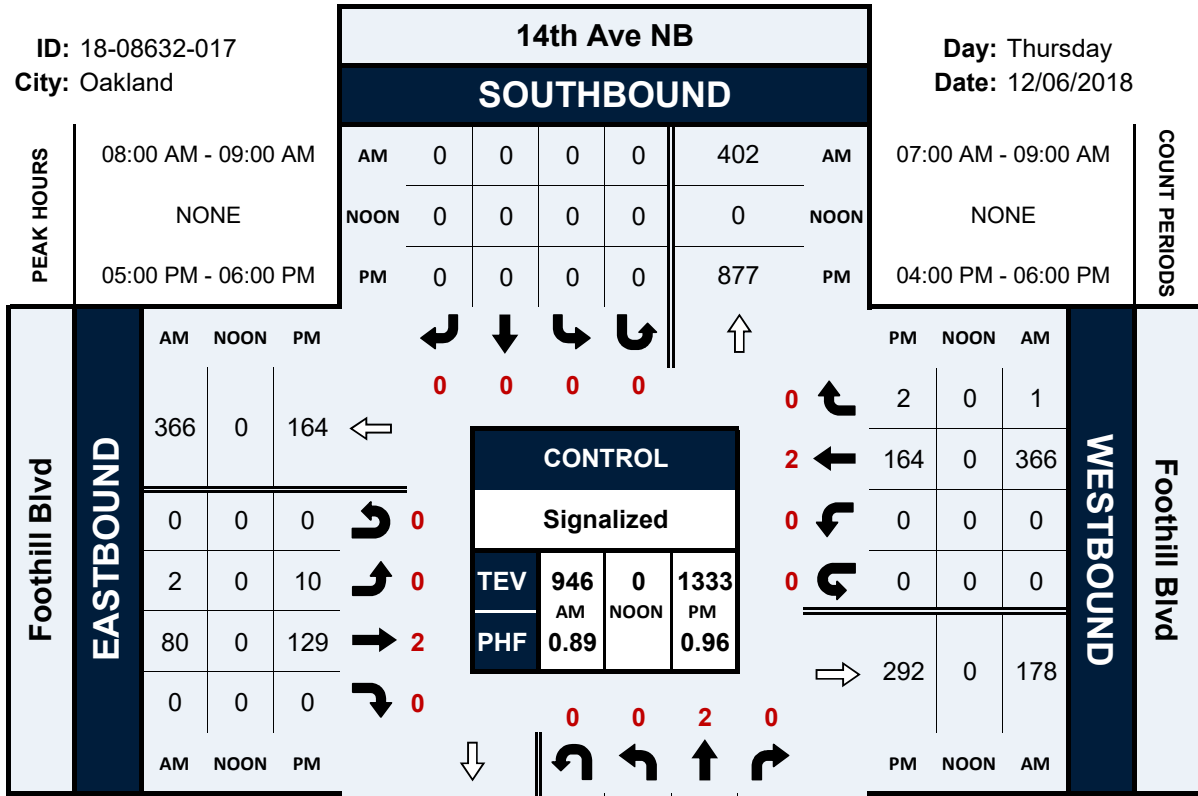 14th Ave NB
SOUTHBOUND
ID: 18-08632-017
City: Oakland
Day: Thursday
Date: 12/06/2018
PEAK HOURS
08:00 AM - 09:00 AM
NONE
05:00 PM - 06:00 PM
AM 0 0 0 0 402 AM
NOON 0 0 0 0 0 NOON
PM 0 0 0 0 877 PM
07:00 AM - 09:00 AM
NONE
04:00 PM - 06:00 PM
COUNT PERIODS
0 0 0 0
Foothill Blvd
EASTBOUND
AM NOON PM
366 0 164
0 0 0 0
2 0 10 0
80 0 129 2
0 0 0 0
AM NOON PM
CONTROL
Signalized
TEV 946 0 1333
AM NOON PM
PHF 0.89 0.96
PM NOON AM
0 2 0 1
2 164 0 366
0 0 0 0
0 0 0 0
292 0 178
PM NOON AM
WESTBOUND
Foothill Blvd
0 0 2 0